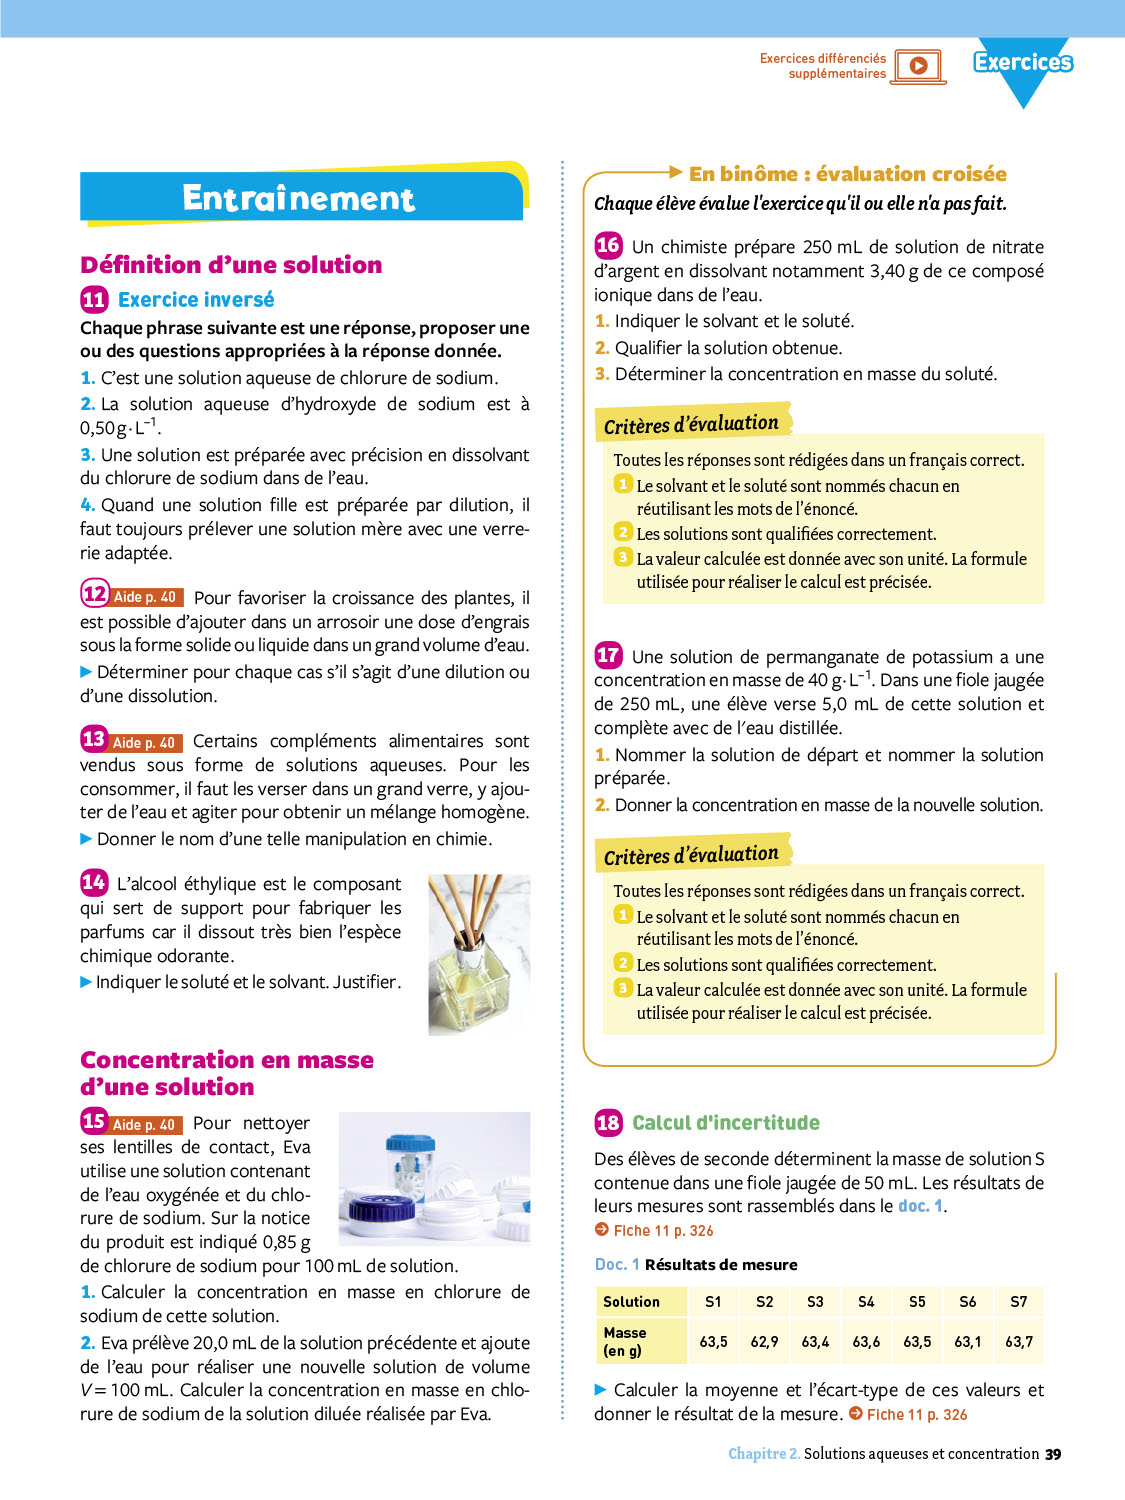 Exercices différenciés
supplémentaires
Exercices
Entraînement
Définition d'une solution
11 Exercice inversé
Chaque phrase suivante est une réponse, proposer une
ou des questions appropriées à la réponse donnée.
1. C'est une solution aqueuse de chlorure de sodium.
2. La solution aqueuse d'hydroxyde de sodium est à
0,50 g·L⁻¹.
3. Une solution est préparée avec précision en dissolvant
du chlorure de sodium dans de l'eau.
4. Quand une solution fille est préparée par dilution, il
faut toujours prélever une solution mère avec une verre-
rie adaptée.
12 Aide p. 40 Pour favoriser la croissance des plantes, il
est possible d'ajouter dans un arrosoir une dose d'engrais
sous la forme solide ou liquide dans un grand volume d'eau.
► Déterminer pour chaque cas s'il s'agit d'une dilution ou
d'une dissolution.
13 Aide p. 40 Certains compléments alimentaires sont
vendus sous forme de solutions aqueuses. Pour les
consommer, il faut les verser dans un grand verre, y ajou-
ter de l'eau et agiter pour obtenir un mélange homogène.
► Donner le nom d'une telle manipulation en chimie.
14 L'alcool éthylique est le composant
qui sert de support pour fabriquer les
parfums car il dissout très bien l'espèce
chimique odorante.
► Indiquer le soluté et le solvant. Justifier.
Concentration en masse
d'une solution
15 Aide p. 40 Pour nettoyer
ses lentilles de contact, Eva
utilise une solution contenant
de l'eau oxygénée et du chlo-
rure de sodium. Sur la notice
du produit est indiqué 0,85 g
de chlorure de sodium pour 100 mL de solution.
1. Calculer la concentration en masse en chlorure de
sodium de cette solution.
2. Eva prélève 20,0 mL de la solution précédente et ajoute
de l'eau pour réaliser une nouvelle solution de volume
V = 100 mL. Calculer la concentration en masse en chlo-
rure de sodium de la solution diluée réalisée par Eva.
► En binôme : évaluation croisée
Chaque élève évalue l'exercice qu'il ou elle n'a pas fait.
16 Un chimiste prépare 250 mL de solution de nitrate
d'argent en dissolvant notamment 3,40 g de ce composé
ionique dans de l'eau.
1. Indiquer le solvant et le soluté.
2. Qualifier la solution obtenue.
3. Déterminer la concentration en masse du soluté.
Critères d'évaluation
Toutes les réponses sont rédigées dans un français correct.
1 Le solvant et le soluté sont nommés chacun en
réutilisant les mots de l'énoncé.
2 Les solutions sont qualifiées correctement.
3 La valeur calculée est donnée avec son unité. La formule
utilisée pour réaliser le calcul est précisée.
17 Une solution de permanganate de potassium a une
concentration en masse de 40 g·L⁻¹. Dans une fiole jaugée
de 250 mL, une élève verse 5,0 mL de cette solution et
complète avec de l'eau distillée.
1. Nommer la solution de départ et nommer la solution
préparée.
2. Donner la concentration en masse de la nouvelle solution.
Critères d'évaluation
Toutes les réponses sont rédigées dans un français correct.
1 Le solvant et le soluté sont nommés chacun en
réutilisant les mots de l'énoncé.
2 Les solutions sont qualifiées correctement.
3 La valeur calculée est donnée avec son unité. La formule
utilisée pour réaliser le calcul est précisée.
18 Calcul d'incertitude
Des élèves de seconde déterminent la masse de solution S
contenue dans une fiole jaugée de 50 mL. Les résultats de
leurs mesures sont rassemblés dans le doc. 1.
Fiche 11 p. 326
Doc. 1 Résultats de mesure
Solution S1 S2 S3 S4 S5 S6 S7
Masse
(en g) 63,5 62,9 63,4 63,6 63,5 63,1 63,7
► Calculer la moyenne et l'écart-type de ces valeurs et
donner le résultat de la mesure. Fiche 11 p. 326
Chapitre 2. Solutions aqueuses et concentration 39